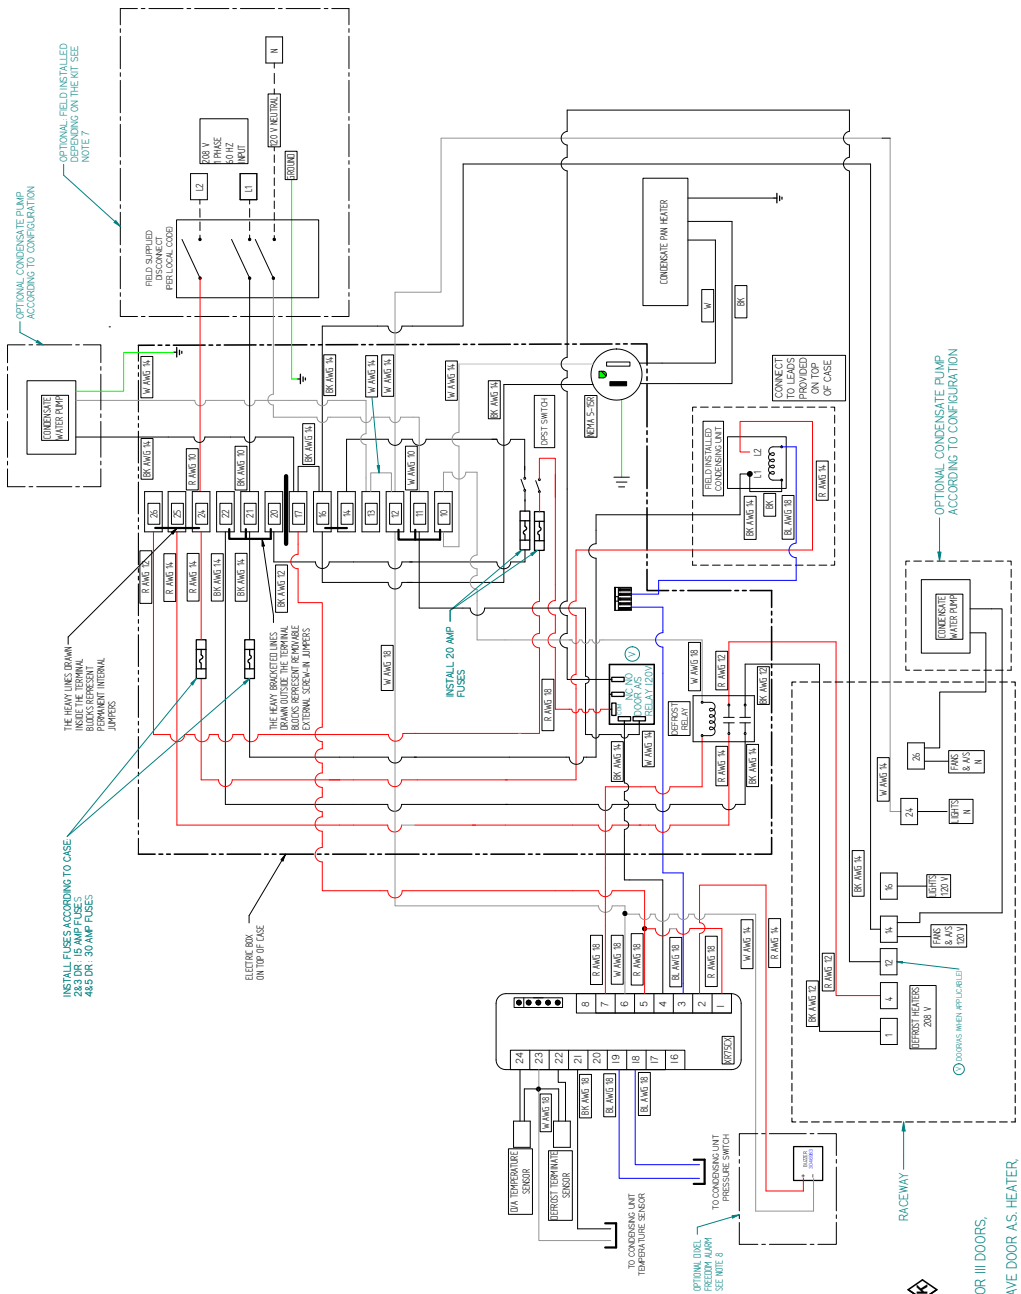 OPTIONAL: FIELD INSTALLED
DEPENDING ON THE KIT SEE
NOTE 7
OPTIONAL CONDENSATE PUMP
ACCORDING TO CONFIGURATION
N
208 V
1 PHASE
60 HZ
INPUT
120 V NEUTRAL
GROUND
L2
L1
FIELD SUPPLIED
DISCONNECT
(PER LOCAL CODE)
CONDENSATE
WATER PUMP
CONDENSATE PAN HEATER
W
BK
W AWG 14
BK AWG 14
W AWG 14
W AWG 14
W AWG 14
BK AWG 14
DPST SWITCH
NEMA 5-15R
CONNECT
TO LEADS
PROVIDED
ON TOP
OF CASE
BK AWG 14
R AWG 10
BK AWG 10
BK AWG 14
W AWG 10
26
25
24
22
21
20
17
16
14
13
12
11
10
FIELD INSTALLED
CONDENSING UNIT
L1
L2
BK AWG 14
BK
BL AWG 18
R AWG 14
OPTIONAL CONDENSATE PUMP
ACCORDING TO CONFIGURATION
CONDENSATE
WATER PUMP
R AWG 12
R AWG 14
R AWG 14
BK AWG 14
BK AWG 14
BK AWG 12
THE HEAVY LINES DRAWN
INSIDE THE TERMINAL
BLOCKS REPRESENT
PERMANENT INTERNAL
JUMPERS
THE HEAVY BRACKETED LINES
DRAWN OUTSIDE THE TERMINAL
BLOCKS REPRESENT REMOVABLE
EXTERNAL SCREW-IN JUMPERS
W AWG 18
INSTALL 20 AMP
FUSES
R AWG 18
V
COM
NC NO
DOOR A/S
RELAY 120V
BK AWG 14
W AWG 14
W AWG 18
R AWG 12
BK AWG 12
DEFROST
RELAY
R AWG 14
BK AWG 14
INSTALL FUSES ACCORDING TO CASE:
2&3 DR: 15 AMP FUSES
4&5 DR: 30 AMP FUSES
ELECTRIC BOX
ON TOP OF CASE
26
FANS
& A/S
N
W AWG 14
24
LIGHTS
N
BK AWG 14
16
LIGHTS
120 V
14
FANS
& A/S
120 V
12
V DOOR/AS (WHEN APPLICABLE)
R AWG 12
BK AWG 12
4
1
DEFROST HEATERS
208 V
R AWG 18
W AWG 18
R AWG 18
BK AWG 14
BL AWG 18
R AWG 18
W AWG 14
R AWG 14
8
7
6
5
4
3
2
1
XR75CX
24
23
22
21
20
19
18
17
16
W AWG 18
BK AWG 18
BL AWG 18
BL AWG 18
D/A TEMPERATURE
SENSOR
DEFROST TERMINATE
SENSOR
TO CONDENSING UNIT
TEMPERATURE SENSOR
TO CONDENSING UNIT
PRESSURE SWITCH
BUZZER
+
-
OPTIONAL DIXEL
FREEDOM ALARM
SEE NOTE 8
RACEWAY
K
OR III DOORS,
AVE DOOR A.S. HEATER,